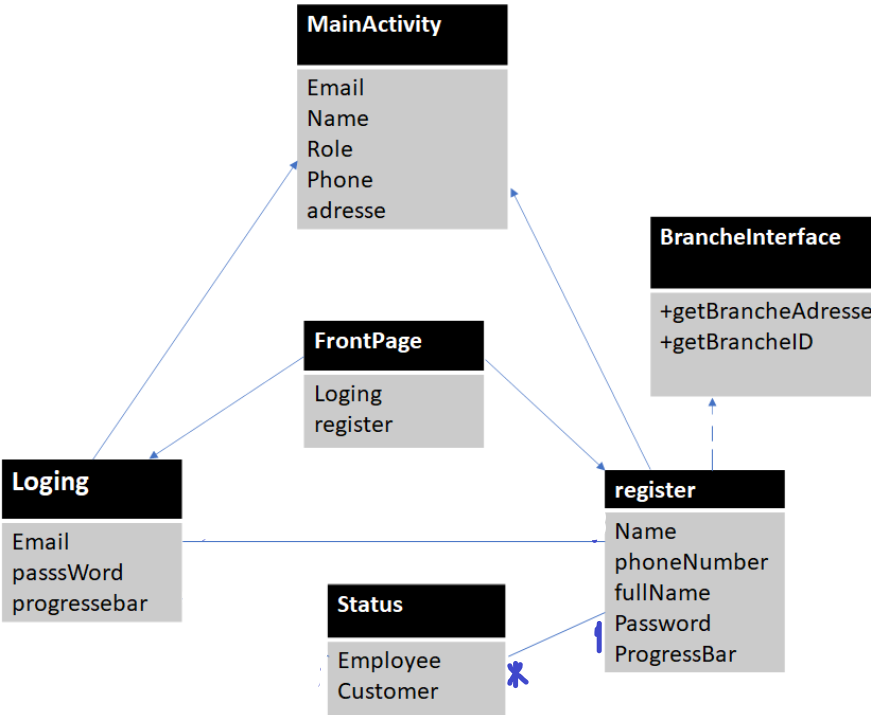 MainActivity
Email
Name
Role
Phone
adresse
BrancheInterface
+getBrancheAdresse
+getBrancheID
FrontPage
Loging
register
Loging
Email
passsWord
progressebar
register
Name
phoneNumber
fullName
Password
ProgressBar
1
*
Status
Employee
Customer